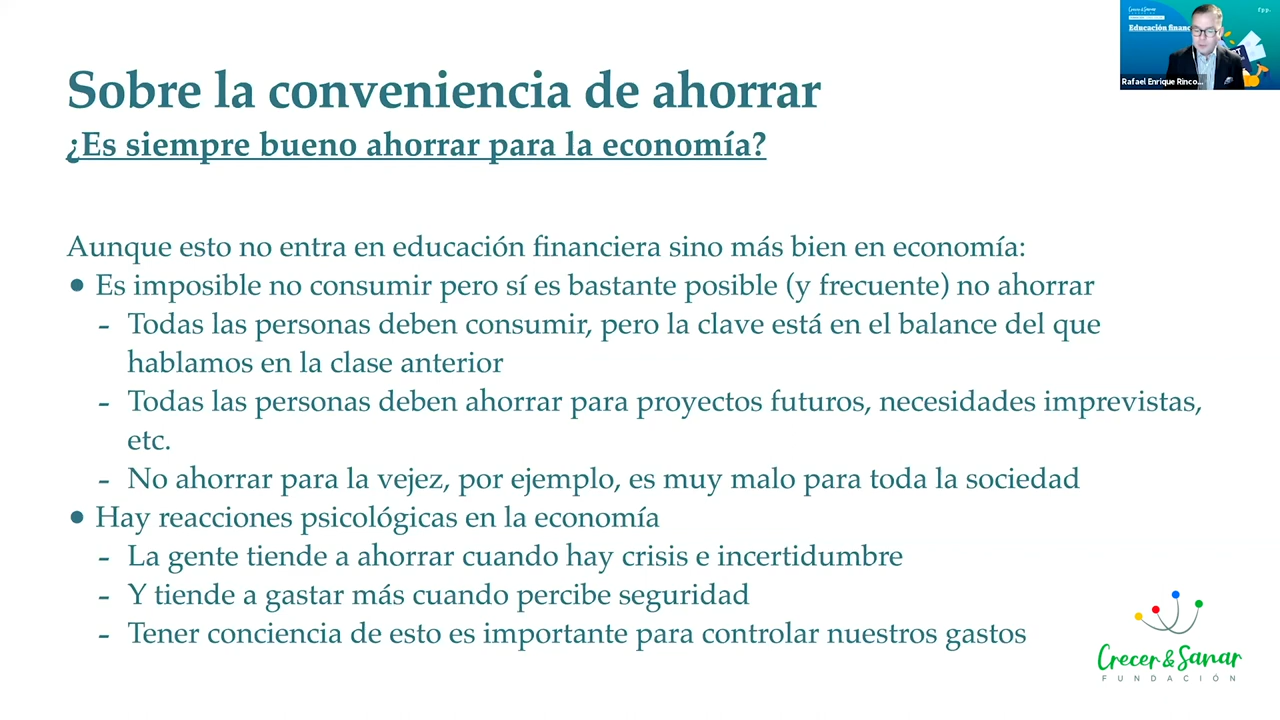 Sobre la conveniencia de ahorrar
¿Es siempre bueno ahorrar para la economía?
Aunque esto no entra en educación financiera sino más bien en economía:
• Es imposible no consumir pero sí es bastante posible (y frecuente) no ahorrar
- Todas las personas deben consumir, pero la clave está en el balance del que
hablamos en la clase anterior
- Todas las personas deben ahorrar para proyectos futuros, necesidades imprevistas,
etc.
- No ahorrar para la vejez, por ejemplo, es muy malo para toda la sociedad
• Hay reacciones psicológicas en la economía
- La gente tiende a ahorrar cuando hay crisis e incertidumbre
- Y tiende a gastar más cuando percibe seguridad
- Tener conciencia de esto es importante para controlar nuestros gastos
Crecer & Sanar
FUNDACIÓN
Crecer & Sanar
Educación financ
Rafael Enrique Rinco...